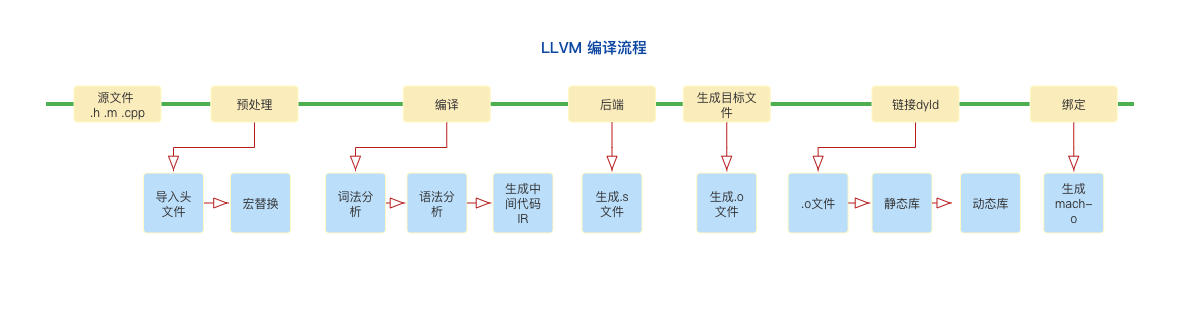 LLVM 编译流程
源文件
.h .m .cpp
预处理
编译
后端
生成目标文
件
链接dyld
绑定
导入头
文件
宏替换
词法分
析
语法分
析
生成中
间代码
IR
生成.s
文件
生成.o
文件
.o文件
静态库
动态库
生成
mach-
o